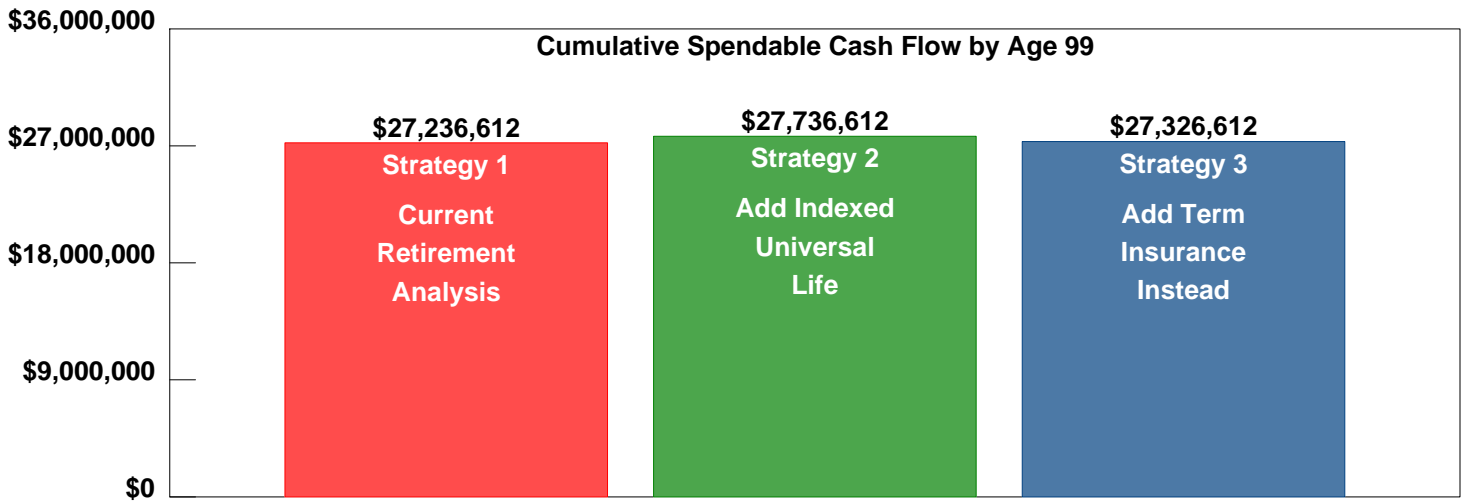 $36,000,000
Cumulative Spendable Cash Flow by Age 99
$27,000,000
$18,000,000
$9,000,000
$0
$27,236,612
Strategy 1
Current
Retirement
Analysis
$27,736,612
Strategy 2
Add Indexed
Universal
Life
$27,326,612
Strategy 3
Add Term
Insurance
Instead